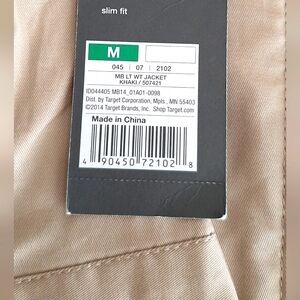 slim fit
M
045 | 07 | 2102
MB LT WT JACKET
KHAKI / 507421
ID044405 MB14_01A01-0098
Dist. by Target Corporation, Mpls., MN 55403
©2014 Target Brands, Inc. Shop Target.com
Made in China
4 90450 72102 8